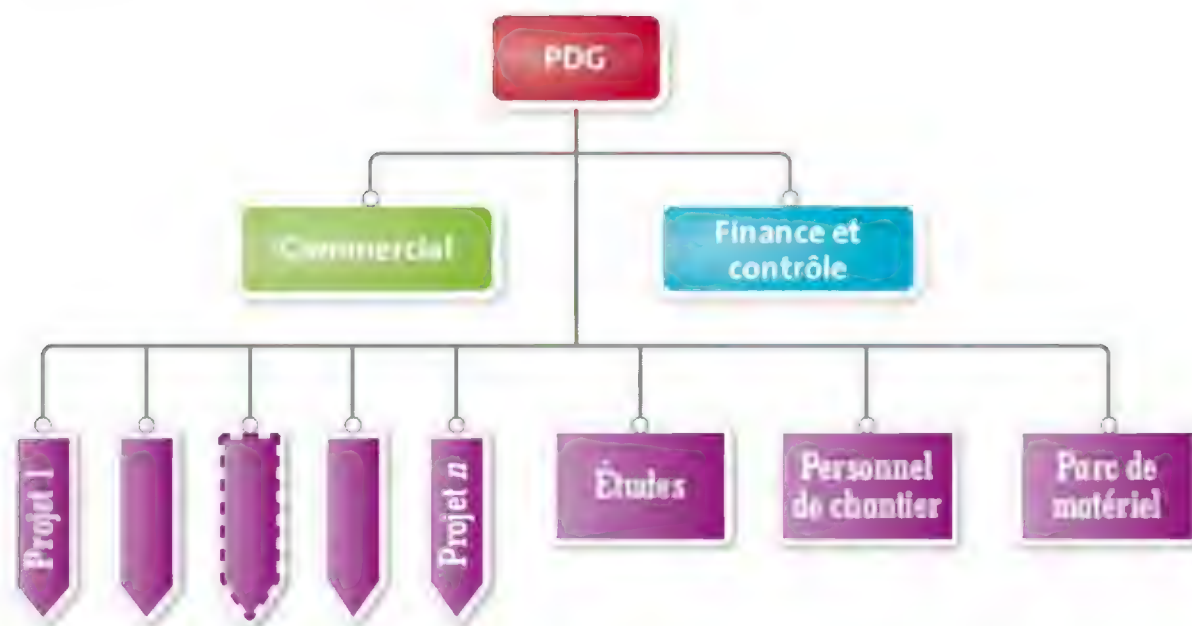 PDG
Commercial
Finance et
contrôle
Projet 1
Projet n
Études
Personnel
de chantier
Parc de
matériel